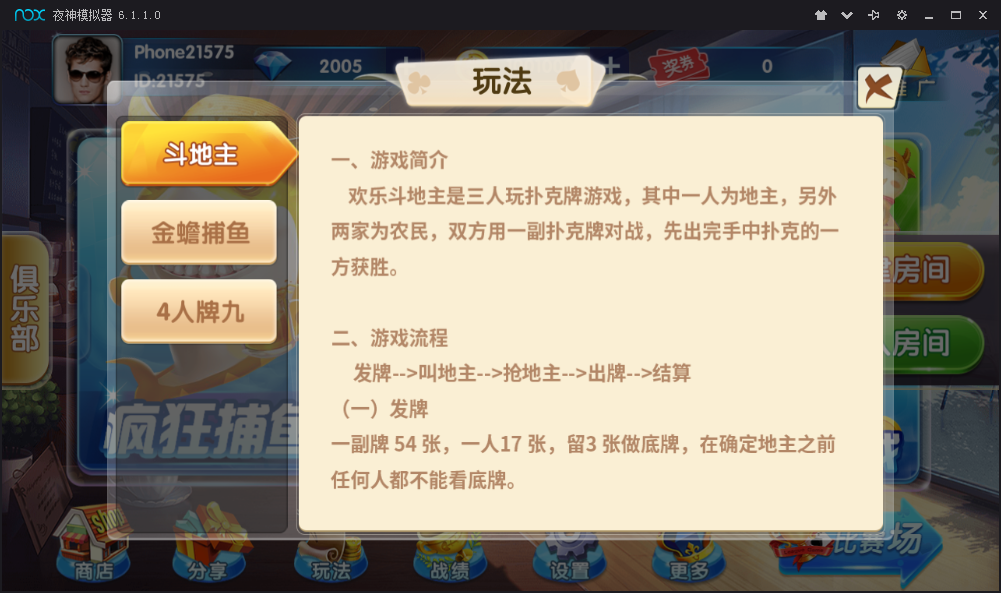 nox 夜神模拟器 6.1.1.0
Phone21575
ID:21575
2005
玩法
奖券
0
推广
斗地主
金蟾捕鱼
4人牌九
一、游戏简介
欢乐斗地主是三人玩扑克牌游戏，其中一人为地主，另外
两家为农民，双方用一副扑克牌对战，先出完手中扑克的一
方获胜。
二、游戏流程
发牌-->叫地主-->抢地主-->出牌-->结算
（一）发牌
一副牌 54 张，一人17 张，留3 张做底牌，在确定地主之前
任何人都不能看底牌。
俱乐部
房间
房间
疯狂捕鱼
shop
商店
分享
玩法
战绩
设置
更多
比赛场